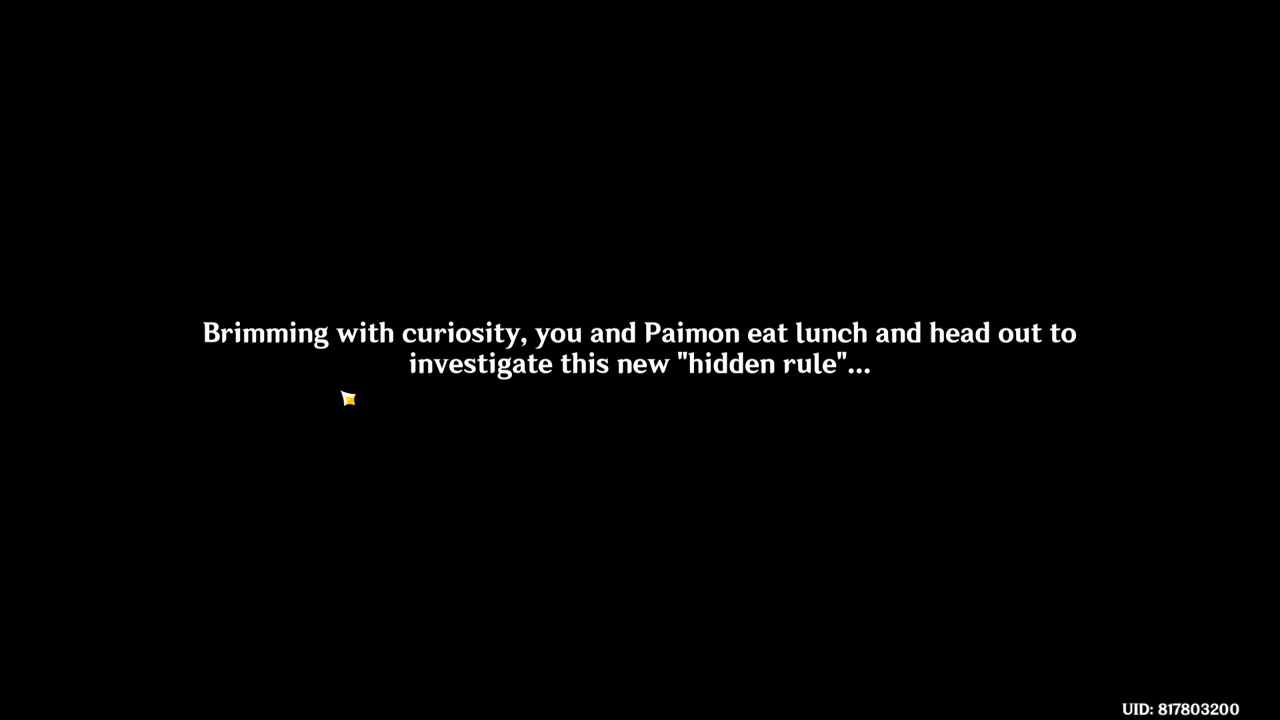 Brimming with curiosity, you and Paimon eat lunch and head out to
investigate this new "hidden rule"...
UID: 817803200